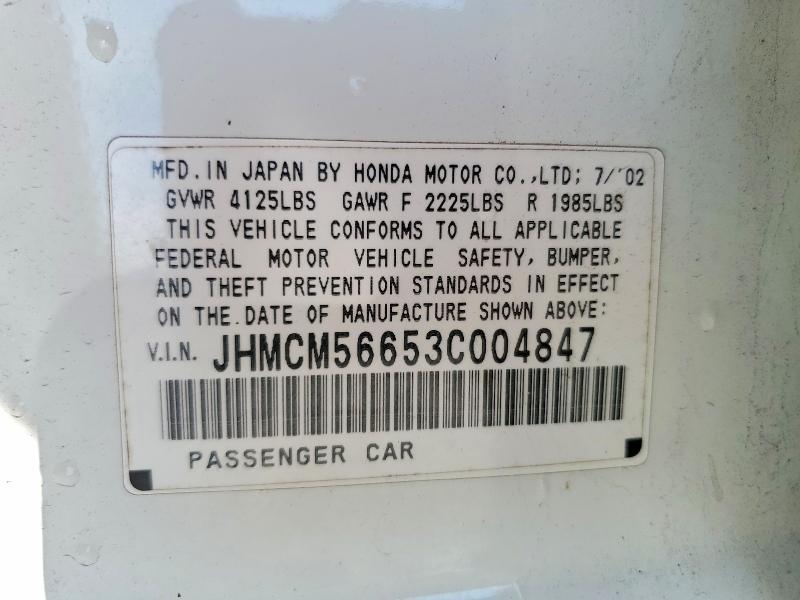 MFD. IN JAPAN BY HONDA MOTOR CO.,LTD; 7/'02
GVWR 4125LBS GAWR F 2225LBS R 1985LBS
THIS VEHICLE CONFORMS TO ALL APPLICABLE
FEDERAL MOTOR VEHICLE SAFETY, BUMPER,
AND THEFT PREVENTION STANDARDS IN EFFECT
ON THE DATE OF MANUFACTURE SHOWN ABOVE:
V.I.N. JHMCM56653C004847
PASSENGER CAR